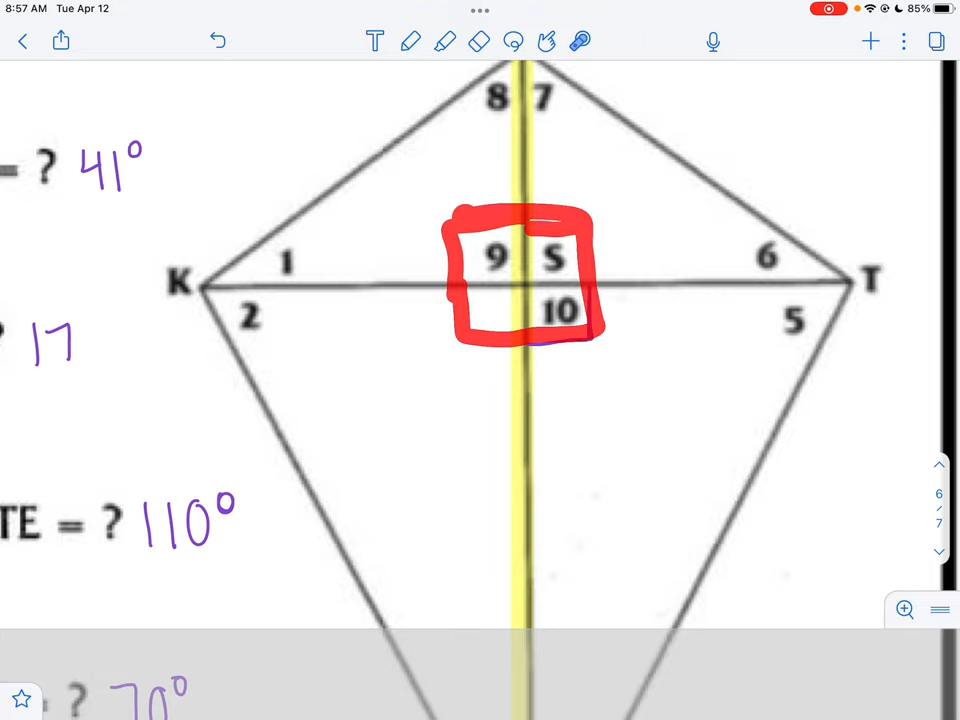 8:57 AM Tue Apr 12
85%
T
8 7
= ? 41°
1 9 S 6
K T
2 10 5
? 17
TE = ? 110°
6
/
7
= ? 70°